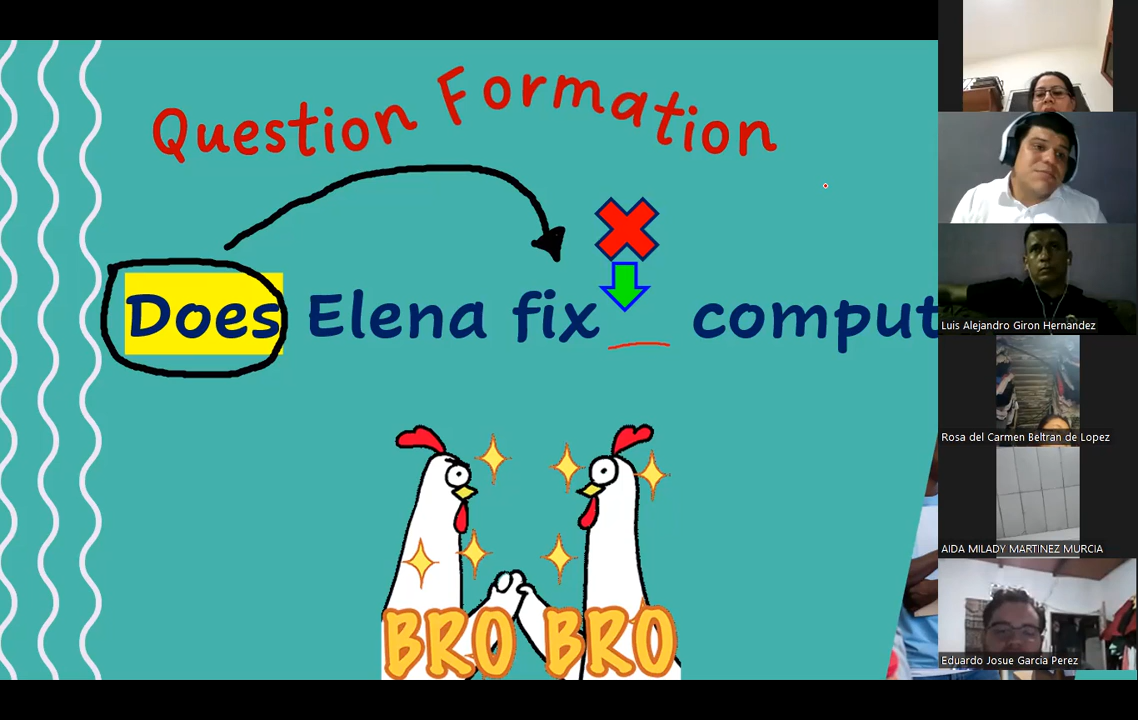 Question Formation
Does Elena fix __ comput
BRO BRO
Luis Alejandro Giron Hernandez
Rosa del Carmen Beltran de Lopez
AIDA MILADY MARTINEZ MURCIA
Eduardo Josue Garcia Perez